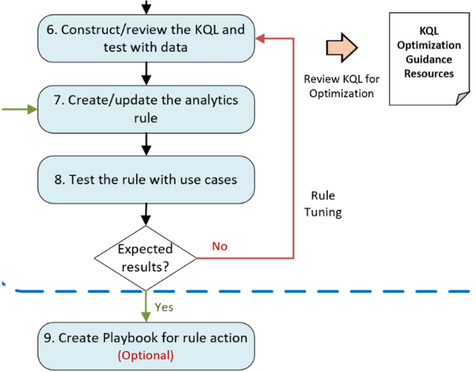 6. Construct/review the KQL and
test with data
Review KQL for
Optimization
KQL
Optimization
Guidance
Resources
7. Create/update the analytics
rule
8. Test the rule with use cases
Rule
Tuning
Expected
results?
No
Yes
9. Create Playbook for rule action
(Optional)